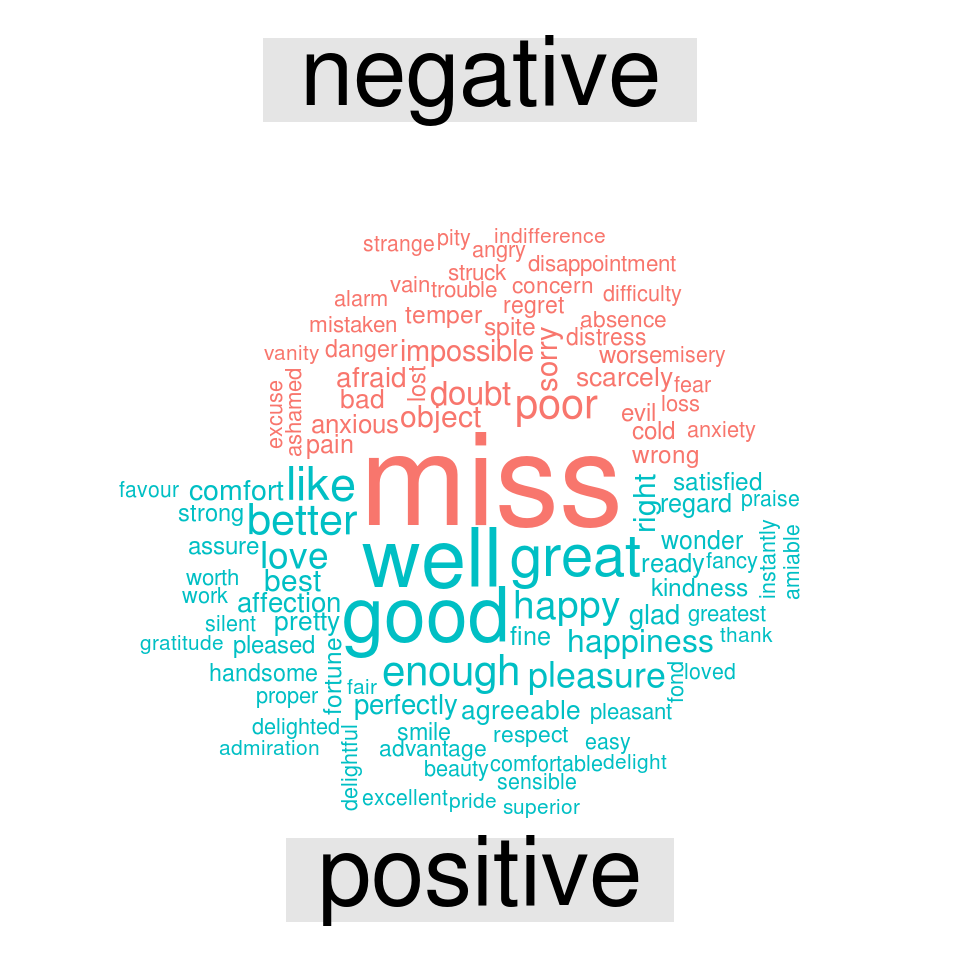 negative
strange pity indifference
angry
struck disappointment
vain trouble concern
alarm regret difficulty
temper
mistaken spite absence
sorry distress
vanity danger impossible worse misery
afraid lost scarcely fear
bad doubt poor
excuse ashamed
anxious object evil loss
cold anxiety
pain wrong
miss
like satisfied
favour comfort right regard praise
strong better
assure love well great wonder instantly amiable
ready fancy
worth best kindness
work affection good happy glad greatest
silent pretty
gratitude pleased fine happiness thank
handsome enough pleasure fond loved
proper fortune fair
perfectly agreeable pleasant
delighted smile respect easy
admiration advantage
delightful beauty comfortable delight
sensible
excellent pride superior
positive